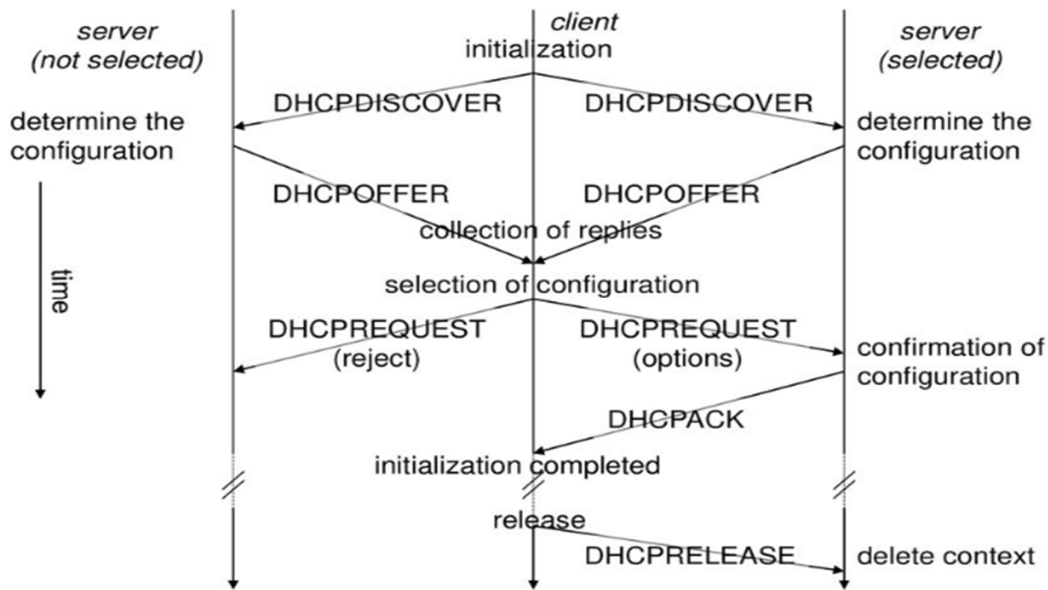 server
(not selected)
client
initialization
server
(selected)
DHCPDISCOVER
DHCPDISCOVER
determine the
configuration
determine the
configuration
DHCPOFFER
DHCPOFFER
collection of replies
time
selection of configuration
DHCPREQUEST
(reject)
DHCPREQUEST
(options)
confirmation of
configuration
DHCPACK
initialization completed
release
DHCPRELEASE
delete context